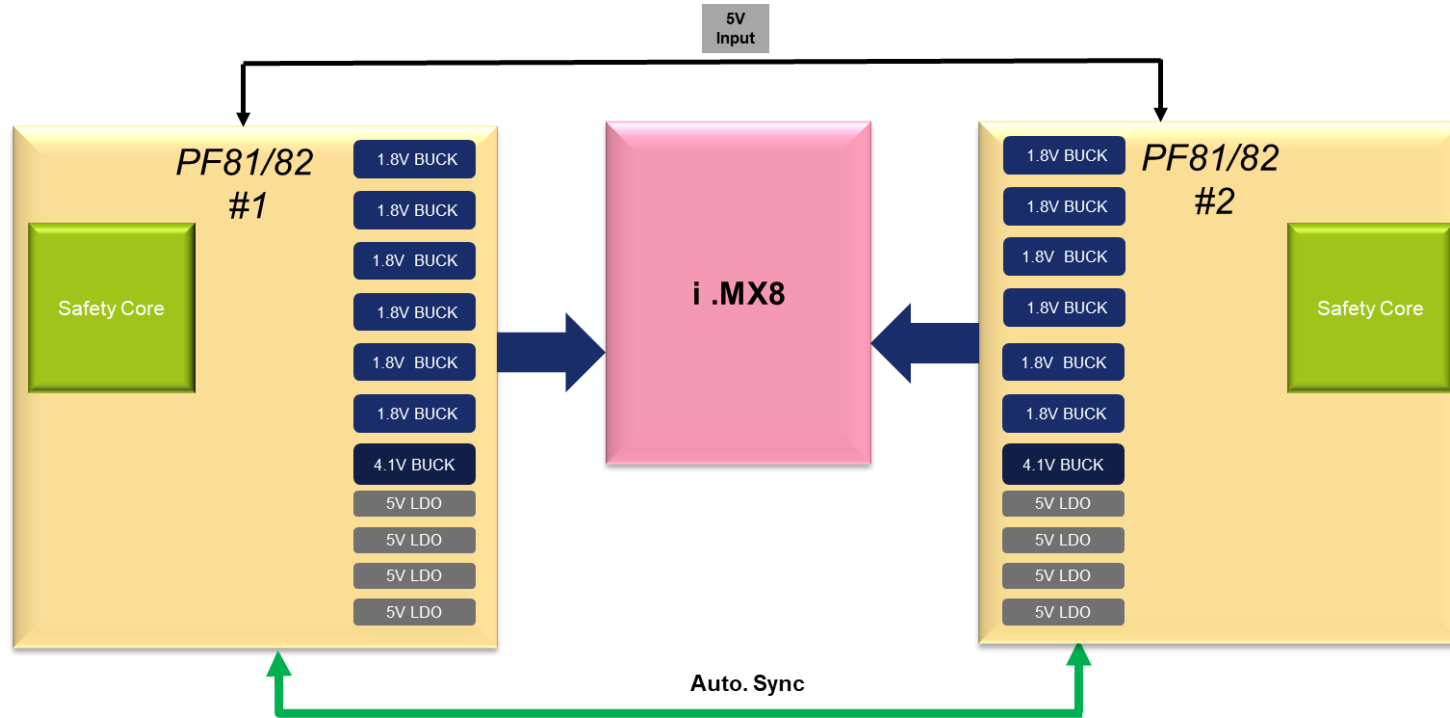 5V
Input
PF81/82
#1
Safety Core
1.8V BUCK
1.8V BUCK
1.8V  BUCK
1.8V BUCK
1.8V  BUCK
1.8V BUCK
4.1V BUCK
5V LDO
5V LDO
5V LDO
5V LDO
i .MX8
PF81/82
#2
1.8V BUCK
1.8V BUCK
1.8V  BUCK
1.8V BUCK
1.8V  BUCK
1.8V BUCK
4.1V BUCK
5V LDO
5V LDO
5V LDO
5V LDO
Safety Core
Auto. Sync